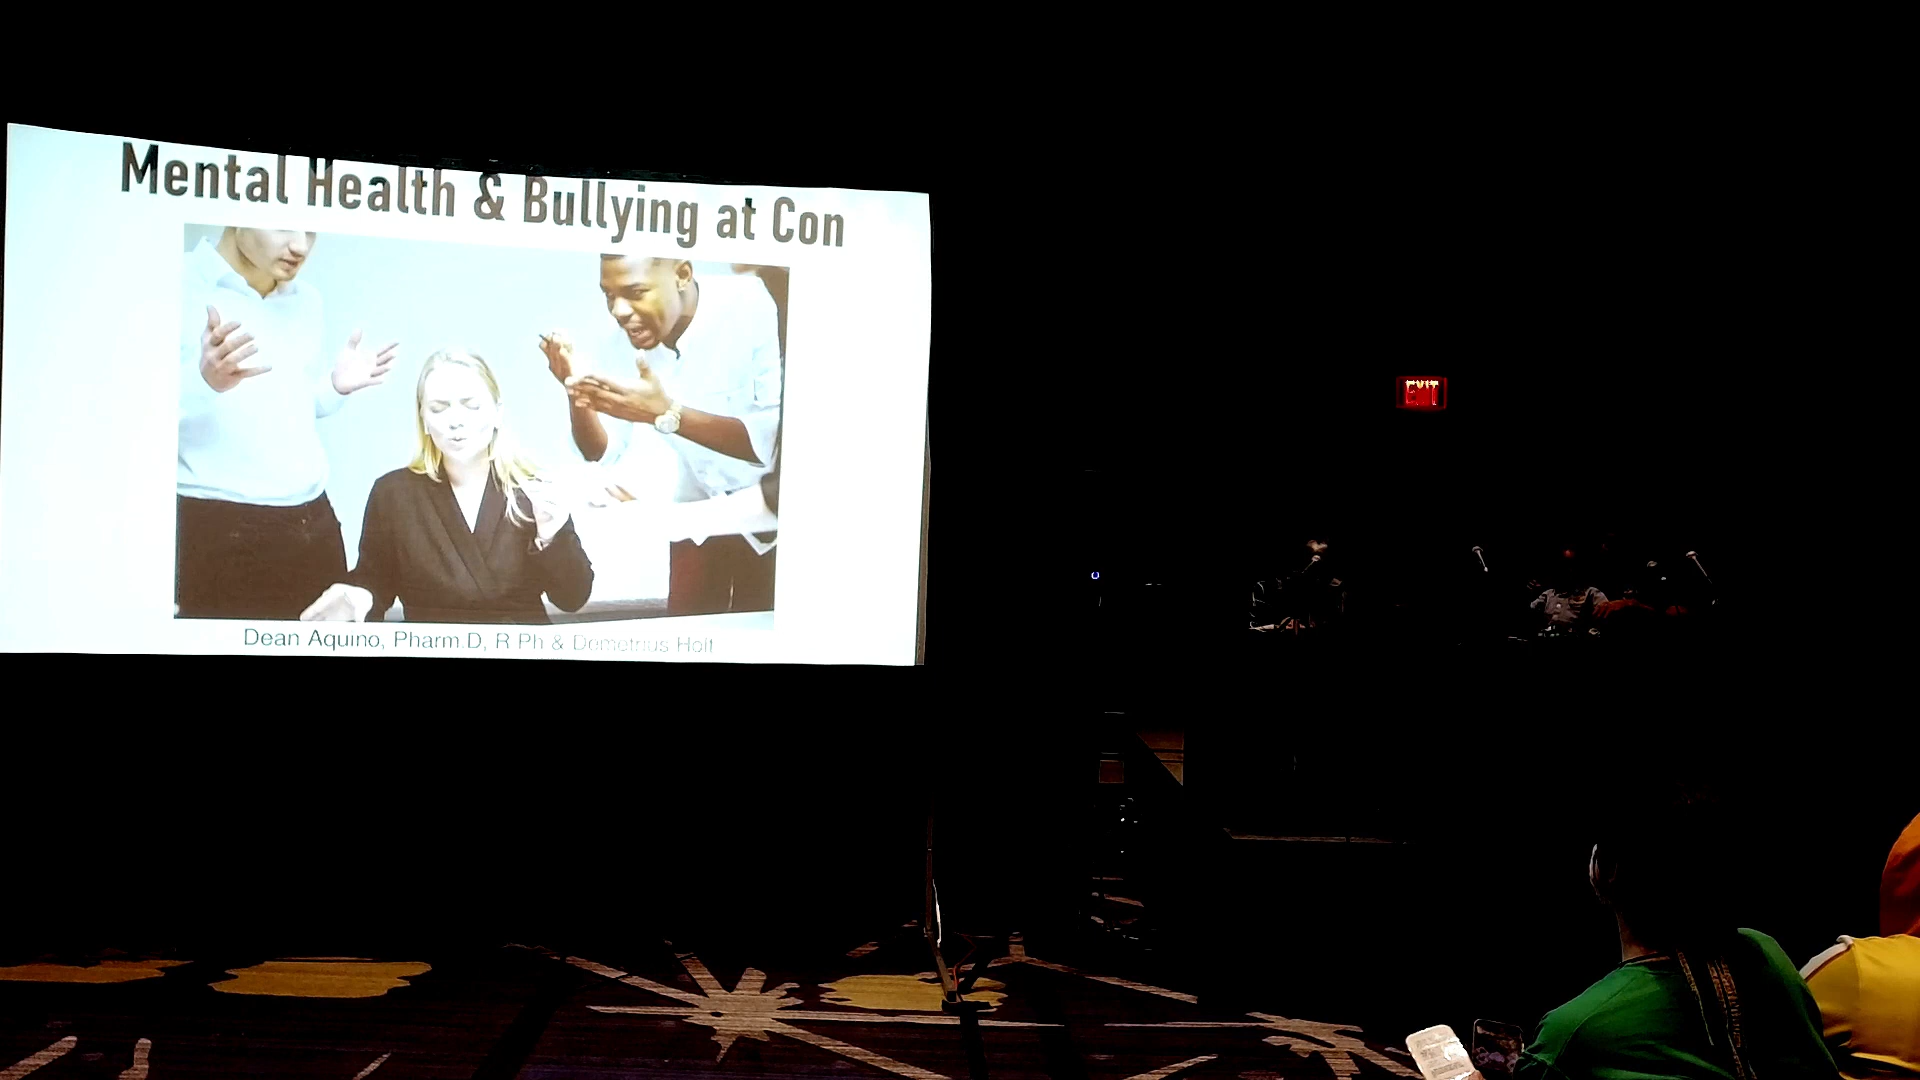 Mental Health & Bullying at Con
Dean Aquino, Pharm.D, R Ph & Demetrius Holt
EXIT